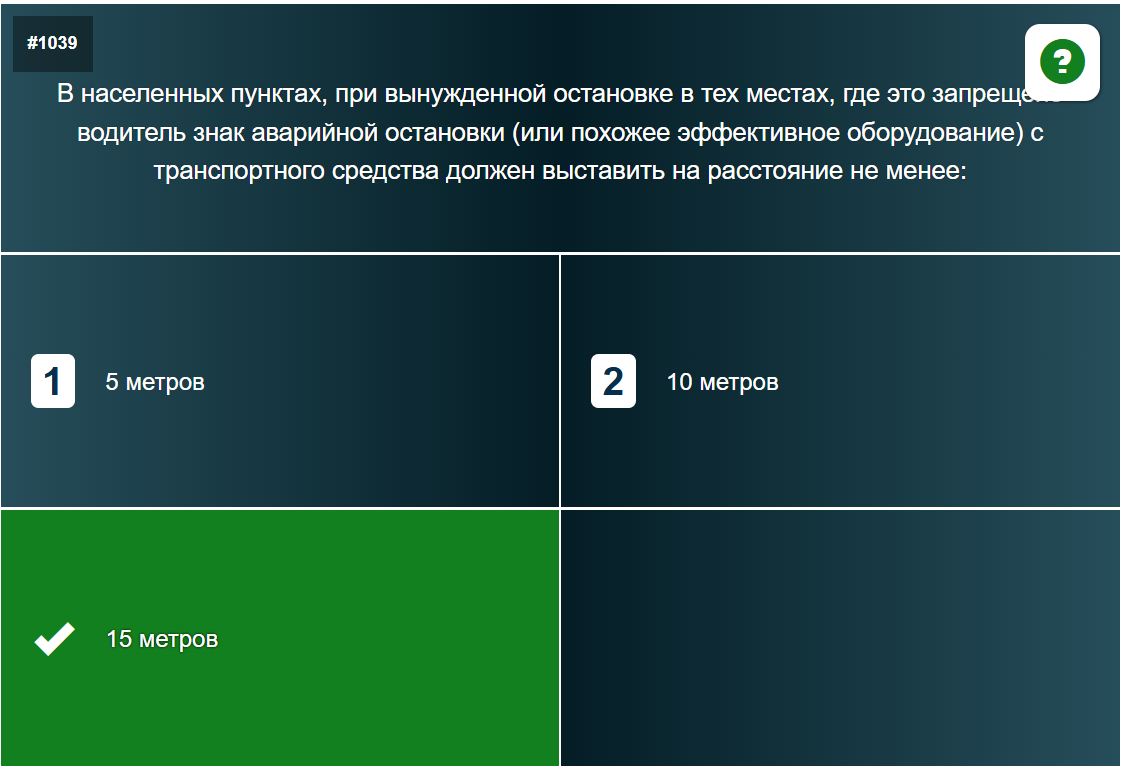 #1039
?
В населенных пунктах, при вынужденной остановке в тех местах, где это
водитель знак аварийной остановки (или похожее эффективное оборудование) с
транспортного средства должен выставить на расстояние не менее:
1 5 метров
2 10 метров
15 метров